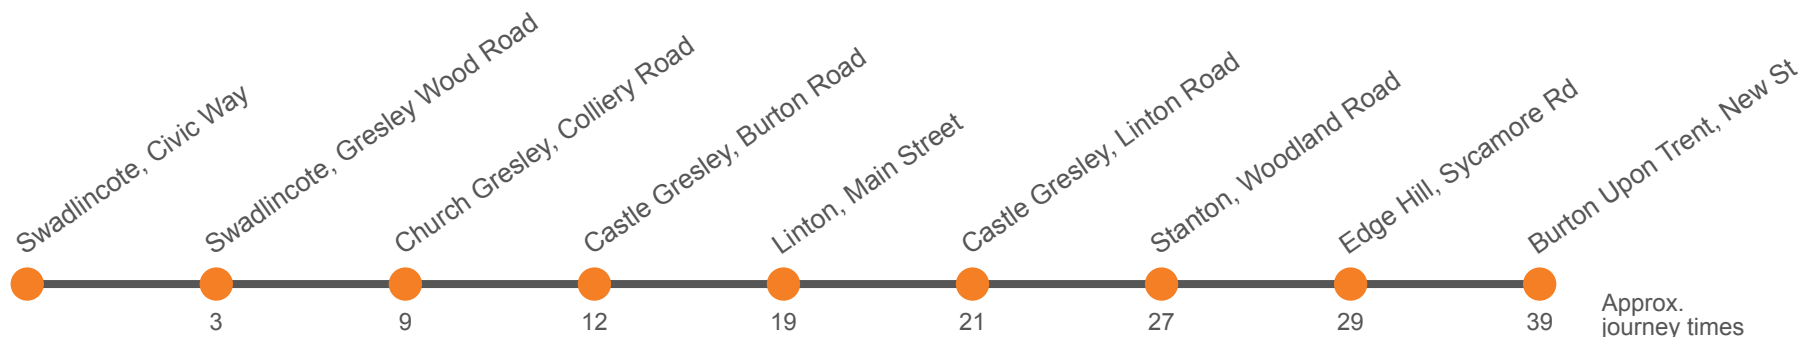 Swadlincote, Civic Way
Swadlincote, Gresley Wood Road
Church Gresley, Colliery Road
Castle Gresley, Burton Road
Linton, Main Street
Castle Gresley, Linton Road
Stanton, Woodland Road
Edge Hill, Sycamore Rd
Burton Upon Trent, New St
3
9
12
19
21
27
29
39
Approx.
journey times